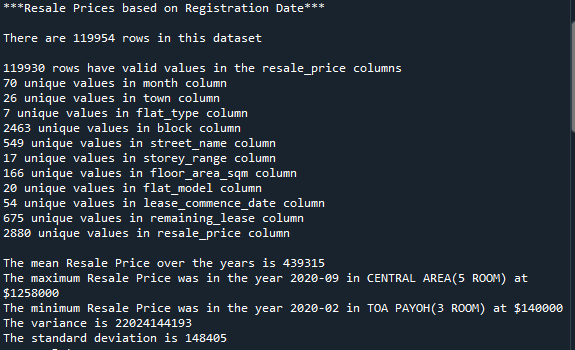 ***Resale Prices based on Registration Date***
There are 119954 rows in this dataset
119930 rows have valid values in the resale_price columns
70 unique values in month column
26 unique values in town column
7 unique values in flat_type column
2463 unique values in block column
549 unique values in street_name column
17 unique values in storey_range column
166 unique values in floor_area_sqm column
20 unique values in flat_model column
54 unique values in lease_commence_date column
675 unique values in remaining_lease column
2880 unique values in resale_price column
The mean Resale Price over the years is 439315
The maximum Resale Price was in the year 2020-09 in CENTRAL AREA(5 ROOM) at
$1258000
The minimum Resale Price was in the year 2020-02 in TOA PAYOH(3 ROOM) at $140000
The variance is 22024144193
The standard deviation is 148405